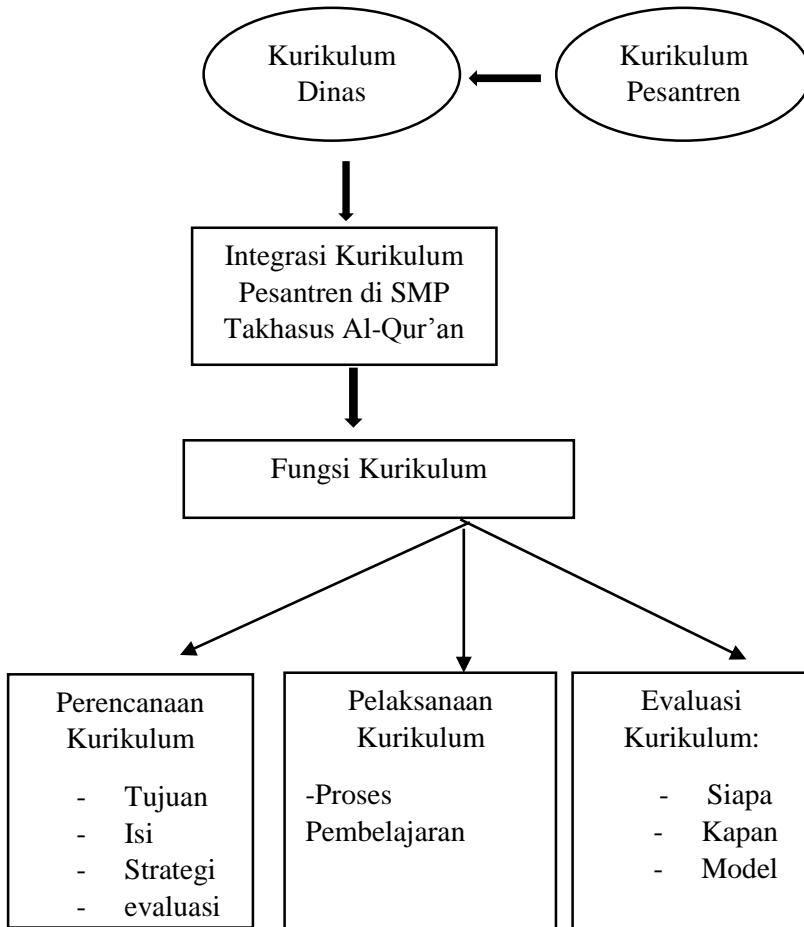 Kurikulum
Dinas
Kurikulum
Pesantren
Integrasi Kurikulum
Pesantren di SMP
Takhasus Al-Qur’an
Fungsi Kurikulum
Perencanaan
Kurikulum
- Tujuan
- Isi
- Strategi
- evaluasi
Pelaksanaan
Kurikulum
-Proses
Pembelajaran
Evaluasi
Kurikulum:
- Siapa
- Kapan
- Model